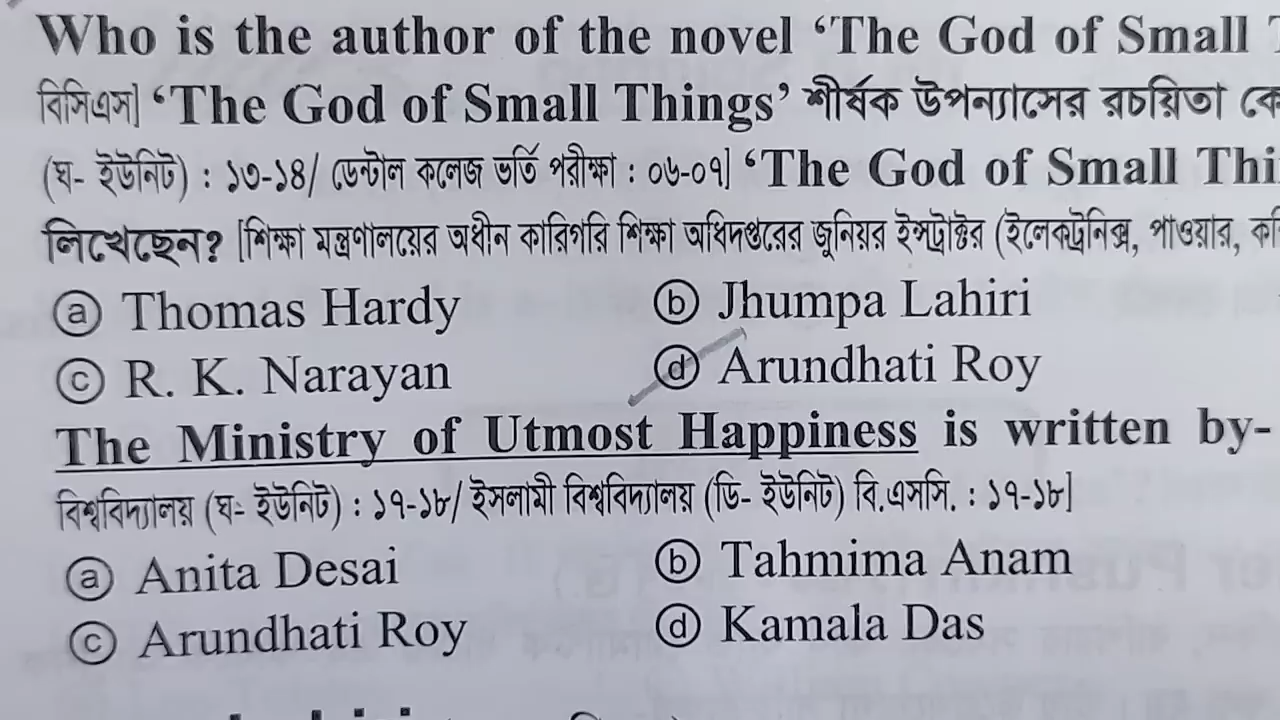 Who is the author of the novel ‘The God of Small
বিসিএস] ‘The God of Small Things’ শীর্ষক উপন্যাসের রচয়িতা
(ঘ- ইউনিট) : ১৩-১৪/ ডেন্টাল কলেজ ভর্তি পরীক্ষা : ০৬-০৭] ‘The God of Small Thi
লিখেছেন? [শিক্ষা মন্ত্রণালয়ের অধীন কারিগরি শিক্ষা অধিদপ্তরের জুনিয়র ইন্সট্রাক্টর (ইলেকট্রনিক্স, পাওয়ার,
ⓐ Thomas Hardy ⓑ Jhumpa Lahiri
ⓒ R. K. Narayan ⓓ Arundhati Roy
The Ministry of Utmost Happiness is written by-
বিশ্ববিদ্যালয় (ঘ- ইউনিট) : ১৭-১৮/ ইসলামী বিশ্ববিদ্যালয় (ডি- ইউনিট) বি.এসসি. : ১৭-১৮]
ⓐ Anita Desai ⓑ Tahmima Anam
ⓒ Arundhati Roy ⓓ Kamala Das